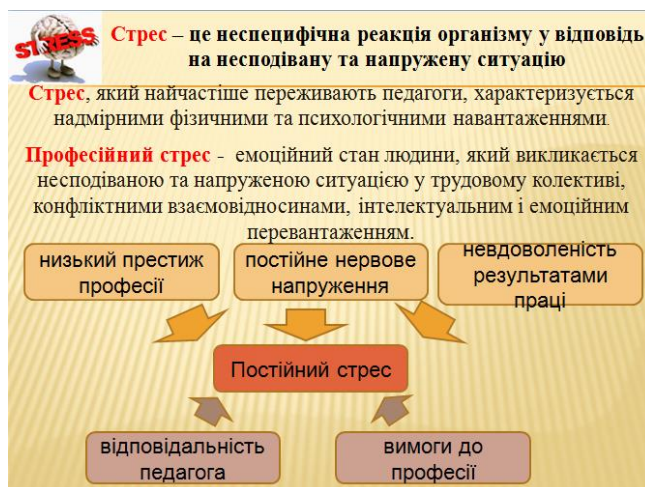 STRESS
Стрес – це неспецифічна реакція організму у відповідь
на несподівану та напружену ситуацію
Стрес, який найчастіше переживають педагоги, характеризується
надмірними фізичними та психологічними навантаженнями.
Професійний стрес - емоційний стан людини, який викликається
несподіваною та напруженою ситуацією у трудовому колективі,
конфліктними взаємовідносинами, інтелектуальним і емоційним
перевантаженням.
низький престиж
професії
постійне нервове
напруження
невдоволеність
результатами
праці
Постійний стрес
відповідальність
педагога
вимоги до
професії